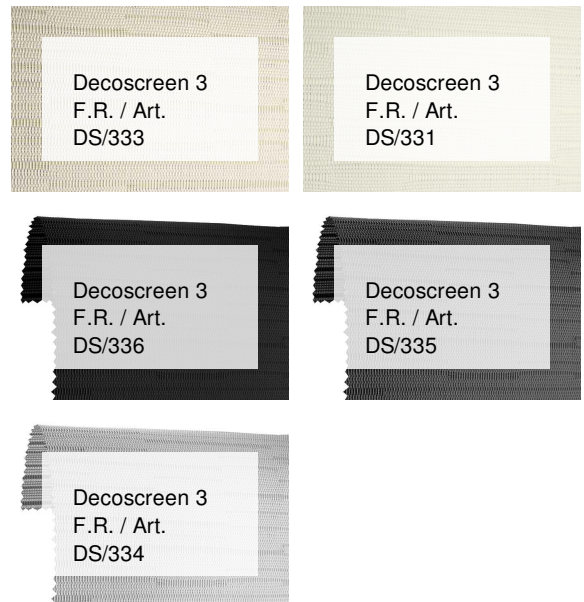 Decoscreen 3
F.R. / Art.
DS/333
Decoscreen 3
F.R. / Art.
DS/331
Decoscreen 3
F.R. / Art.
DS/336
Decoscreen 3
F.R. / Art.
DS/335
Decoscreen 3
F.R. / Art.
DS/334